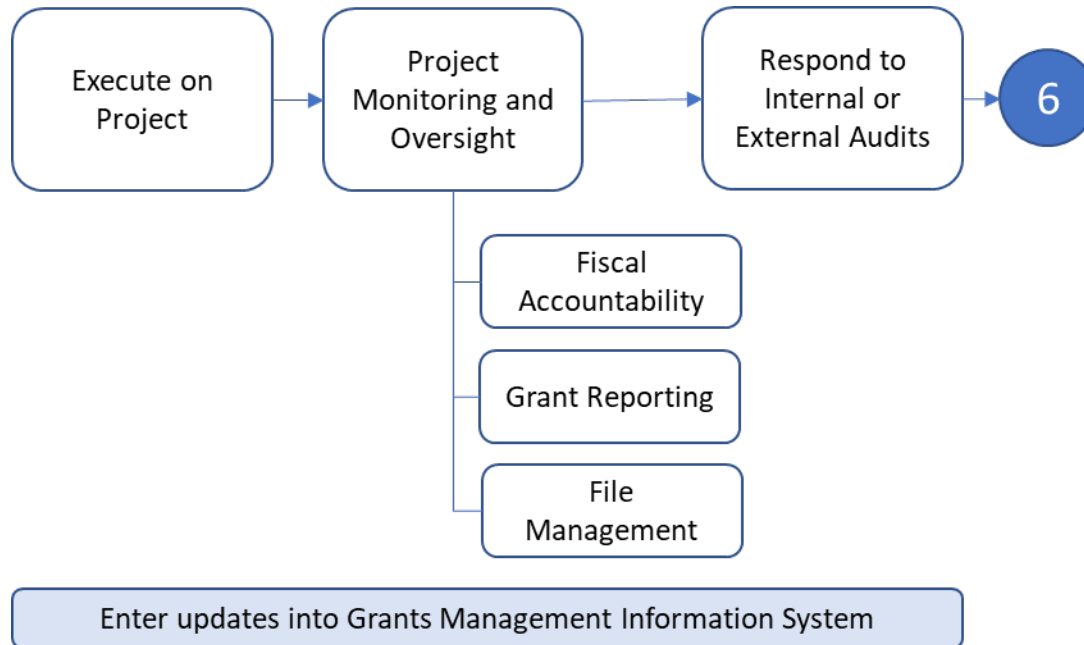 Execute on
Project
Project
Monitoring and
Oversight
Respond to
Internal or
External Audits
6
Fiscal
Accountability
Grant Reporting
File
Management
Enter updates into Grants Management Information System